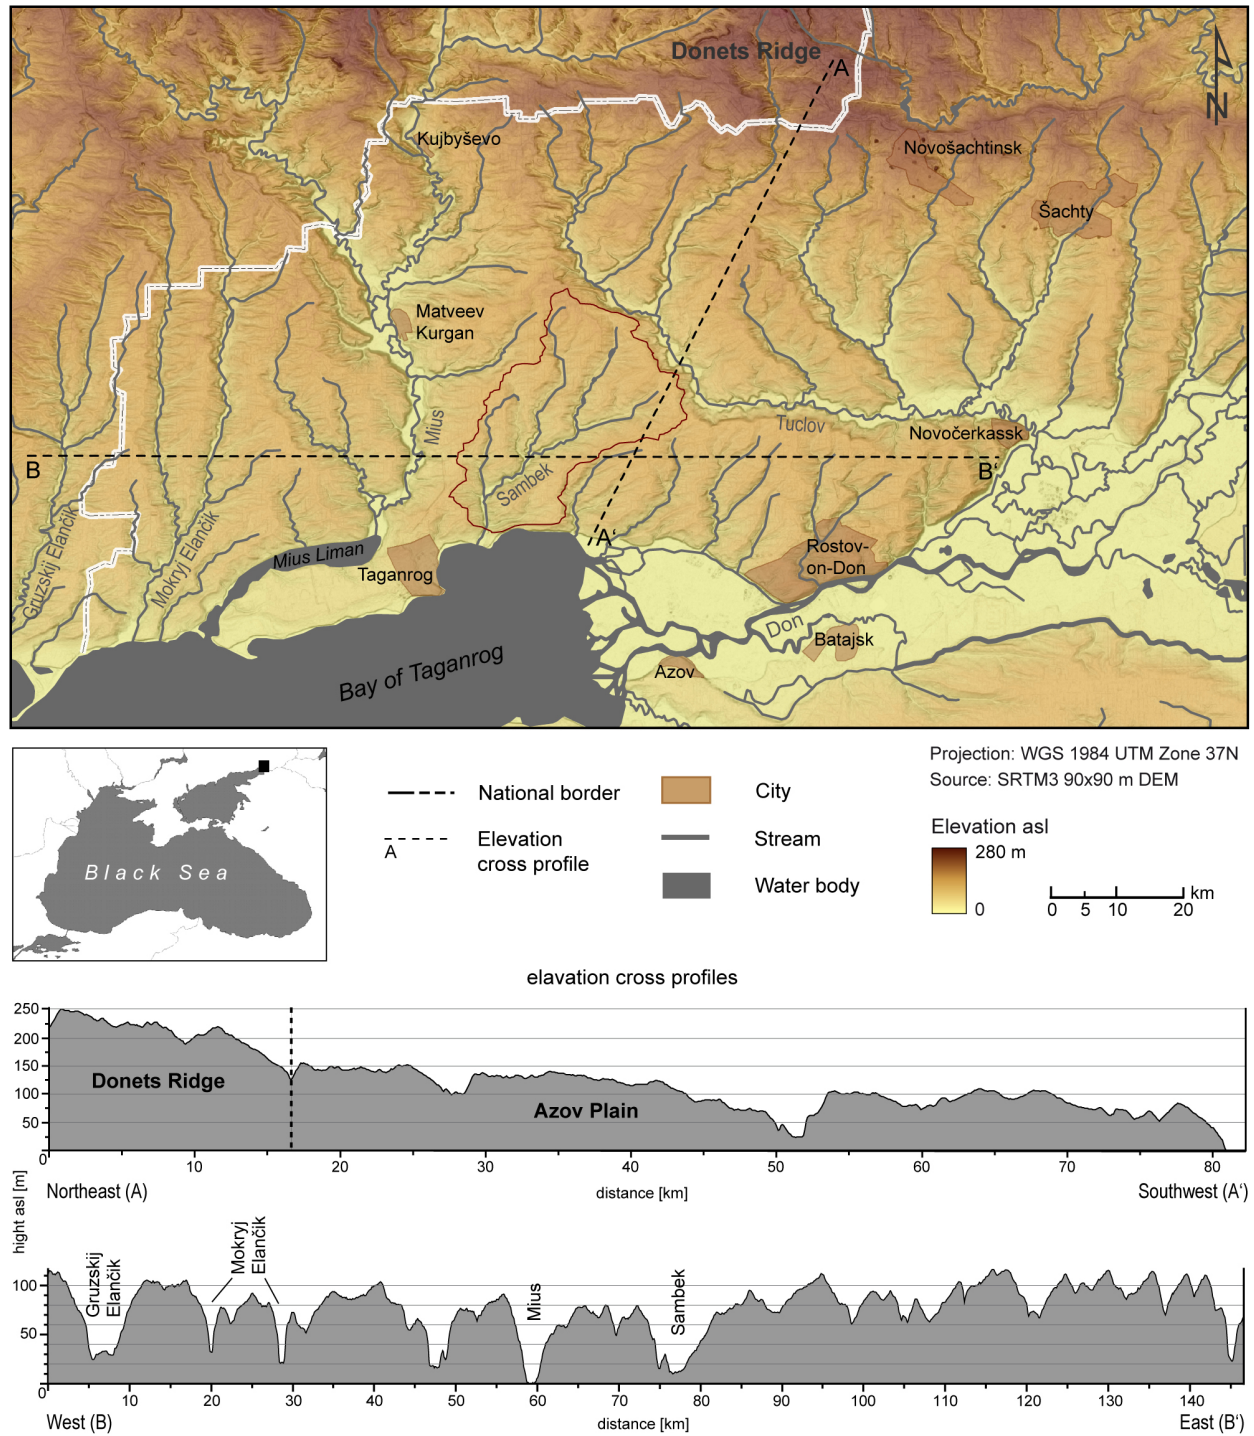 Donets Ridge
A
N
Kujbyševo
Novošachtinsk
Šachty
Matveev
Kurgan
Mius
Tuclov
Novočerkassk
B
B'
Sambek
Gruzskij Elančik
Mokryj Elančik
Mius Liman
Taganrog
A'
Rostov-
on-Don
Don
Batajsk
Azov
Bay of Taganrog
Black Sea
National border
A
Elevation
cross profile
City
Stream
Water body
Projection: WGS 1984 UTM Zone 37N
Source: SRTM3 90x90 m DEM
Elevation asl
280 m
0
km
0 5 10 20
elavation cross profiles
250
200
150
100
50
0
Donets Ridge
Azov Plain
10 20 30 40 50 60 70 80
Northeast (A)
distance [km]
Southwest (A')
hight asl [m]
100
50
0
Gruzskij
Elančik
Mokryj
Elančik
Mius
Sambek
10 20 30 40 50 60 70 80 90 100 110 120 130 140
West (B)
distance [km]
East (B')